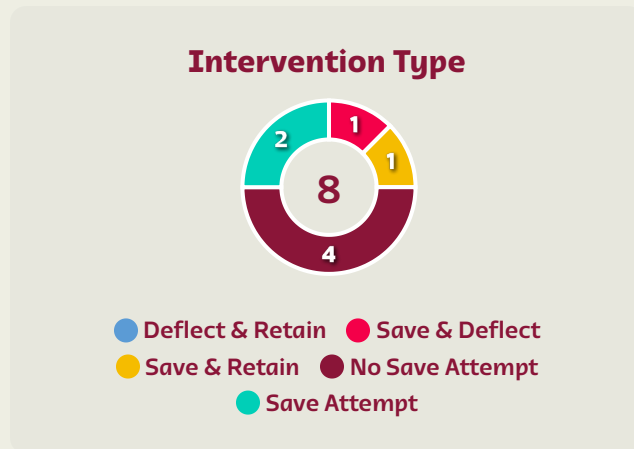 Intervention Type
1
2
1
8
4
Deflect & Retain Save & Deflect
Save & Retain No Save Attempt
Save Attempt